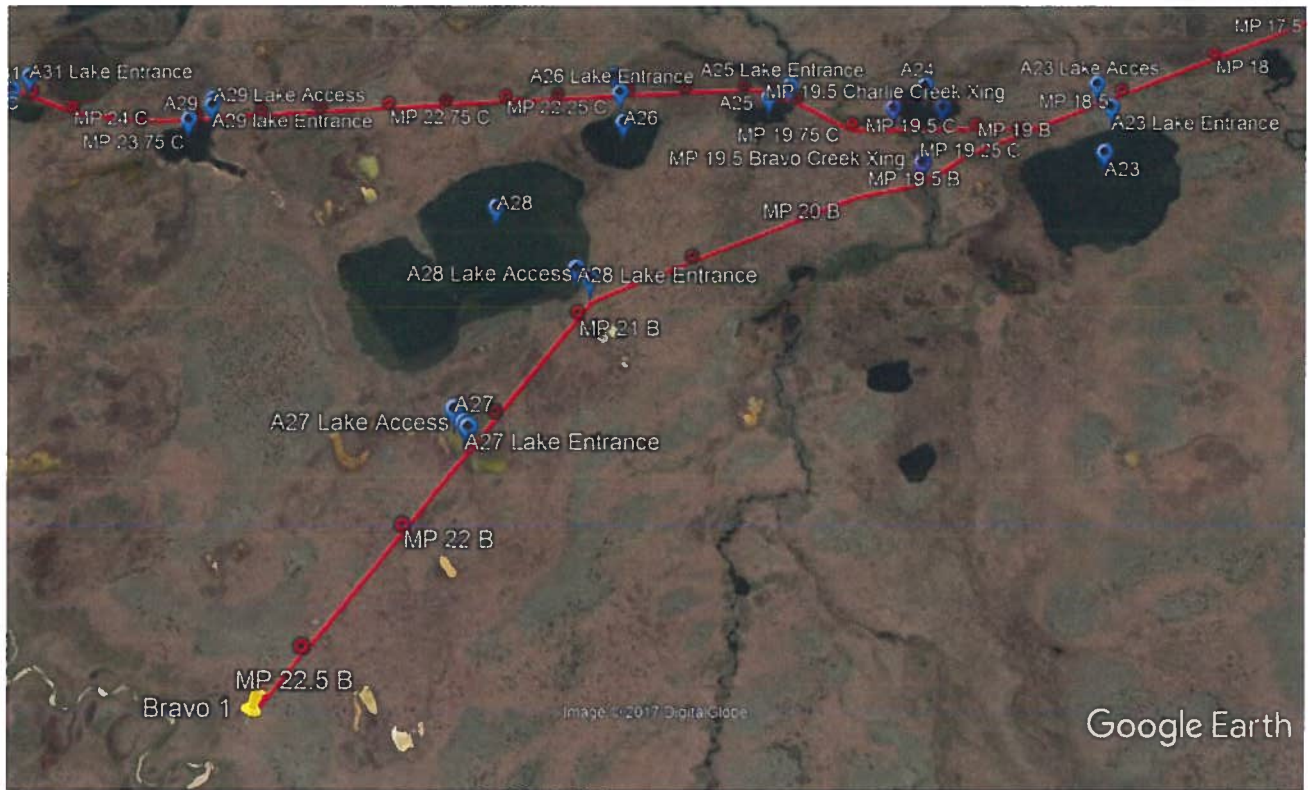 MP 17.5
MP 18
A31 Lake Entrance
A26 Lake Entrance
A25 Lake Entrance
A24
A23 Lake Acces
A29
A29 Lake Access
MP 22.25 C
A25
MP 19.5 Charlie Creek Xing
MP 18.5
MP 24 C
A29 lake Entrance
MP 22.75 C
A26
MP 19.5 C
MP 19 B
A23 Lake Entrance
MP 23.75 C
MP 19.75 C
MP 19.25 C
MP 19.5 Bravo Creek Xing
A23
MP 19.5 B
A28
MP 20 B
A28 Lake Access
A28 Lake Entrance
MP 21 B
A27
A27 Lake Access
A27 Lake Entrance
MP 22 B
MP 22.5 B
Bravo 1
Image © 2017 DigitalGlobe
Google Earth